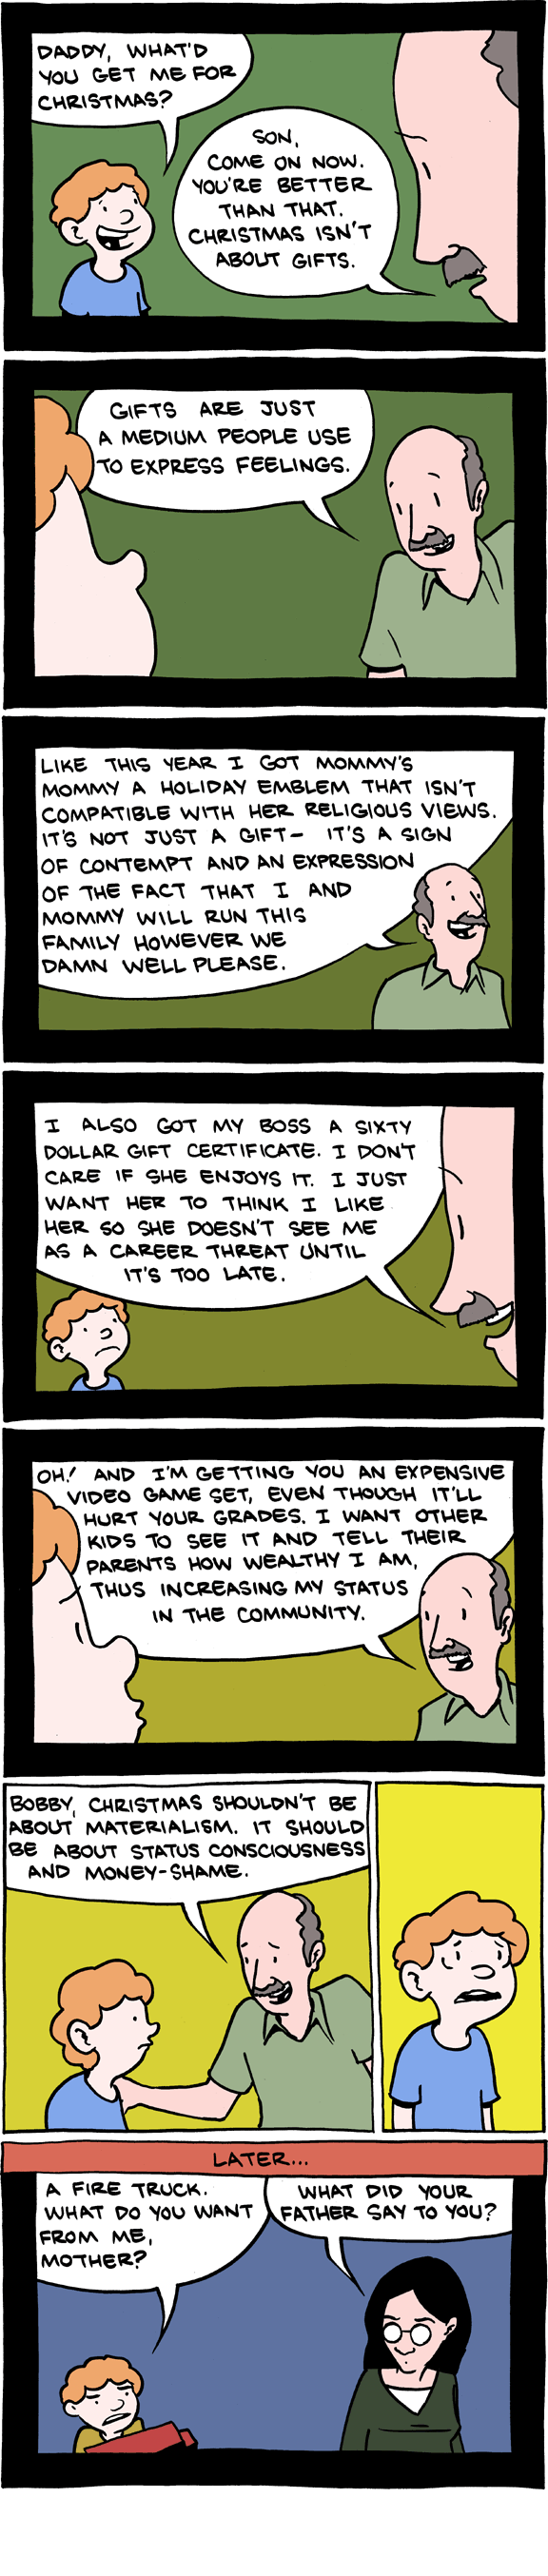 DADDY, WHAT'D
YOU GET ME FOR
CHRISTMAS?
SON,
COME ON NOW.
YOU'RE BETTER
THAN THAT.
CHRISTMAS ISN'T
ABOUT GIFTS.
GIFTS ARE JUST
A MEDIUM PEOPLE USE
TO EXPRESS FEELINGS.
LIKE THIS YEAR I GOT MOMMY'S
MOMMY A HOLIDAY EMBLEM THAT ISN'T
COMPATIBLE WITH HER RELIGIOUS VIEWS.
IT'S NOT JUST A GIFT- IT'S A SIGN
OF CONTEMPT AND AN EXPRESSION
OF THE FACT THAT I AND
MOMMY WILL RUN THIS
FAMILY HOWEVER WE
DAMN WELL PLEASE.
I ALSO GOT MY BOSS A SIXTY
DOLLAR GIFT CERTIFICATE. I DON'T
CARE IF SHE ENJOYS IT. I JUST
WANT HER TO THINK I LIKE
HER SO SHE DOESN'T SEE ME
AS A CAREER THREAT UNTIL
IT'S TOO LATE.
OH! AND I'M GETTING YOU AN EXPENSIVE
VIDEO GAME SET, EVEN THOUGH IT'LL
HURT YOUR GRADES. I WANT OTHER
KIDS TO SEE IT AND TELL THEIR
PARENTS HOW WEALTHY I AM,
THUS INCREASING MY STATUS
IN THE COMMUNITY.
BOBBY, CHRISTMAS SHOULDN'T BE
ABOUT MATERIALISM. IT SHOULD
BE ABOUT STATUS CONSCIOUSNESS
AND MONEY-SHAME.
LATER...
A FIRE TRUCK.
WHAT DO YOU WANT
FROM ME,
MOTHER?
WHAT DID YOUR
FATHER SAY TO YOU?